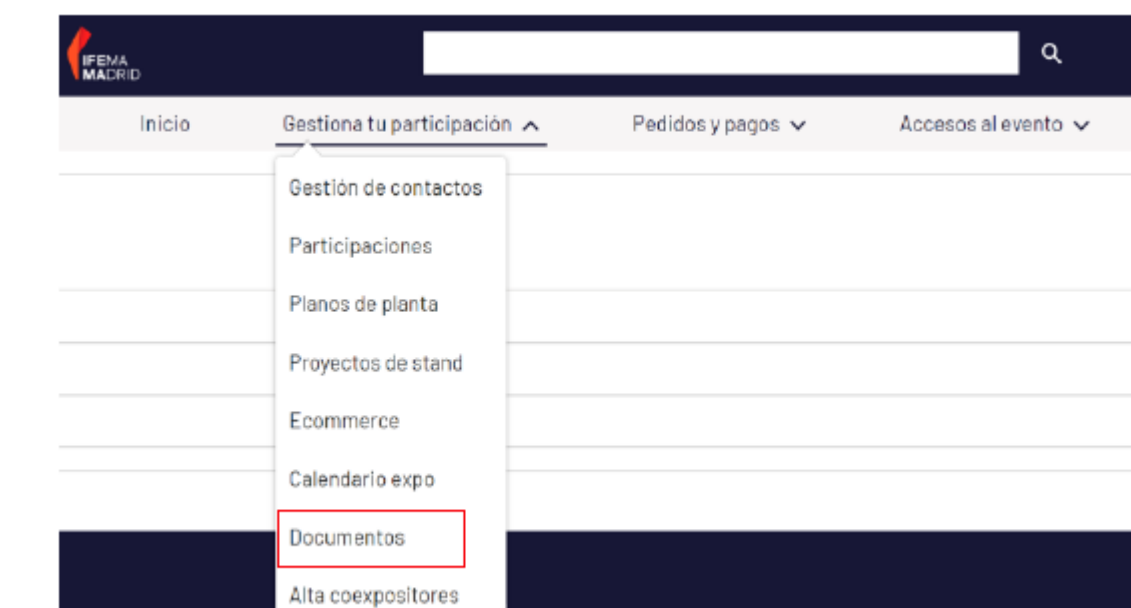 IFEMA
MADRID
Inicio
Gestiona tu participación
Pedidos y pagos
Accesos al evento
Gestión de contactos
Participaciones
Planos de planta
Proyectos de stand
Ecommerce
Calendario expo
Documentos
Alta coexpositores